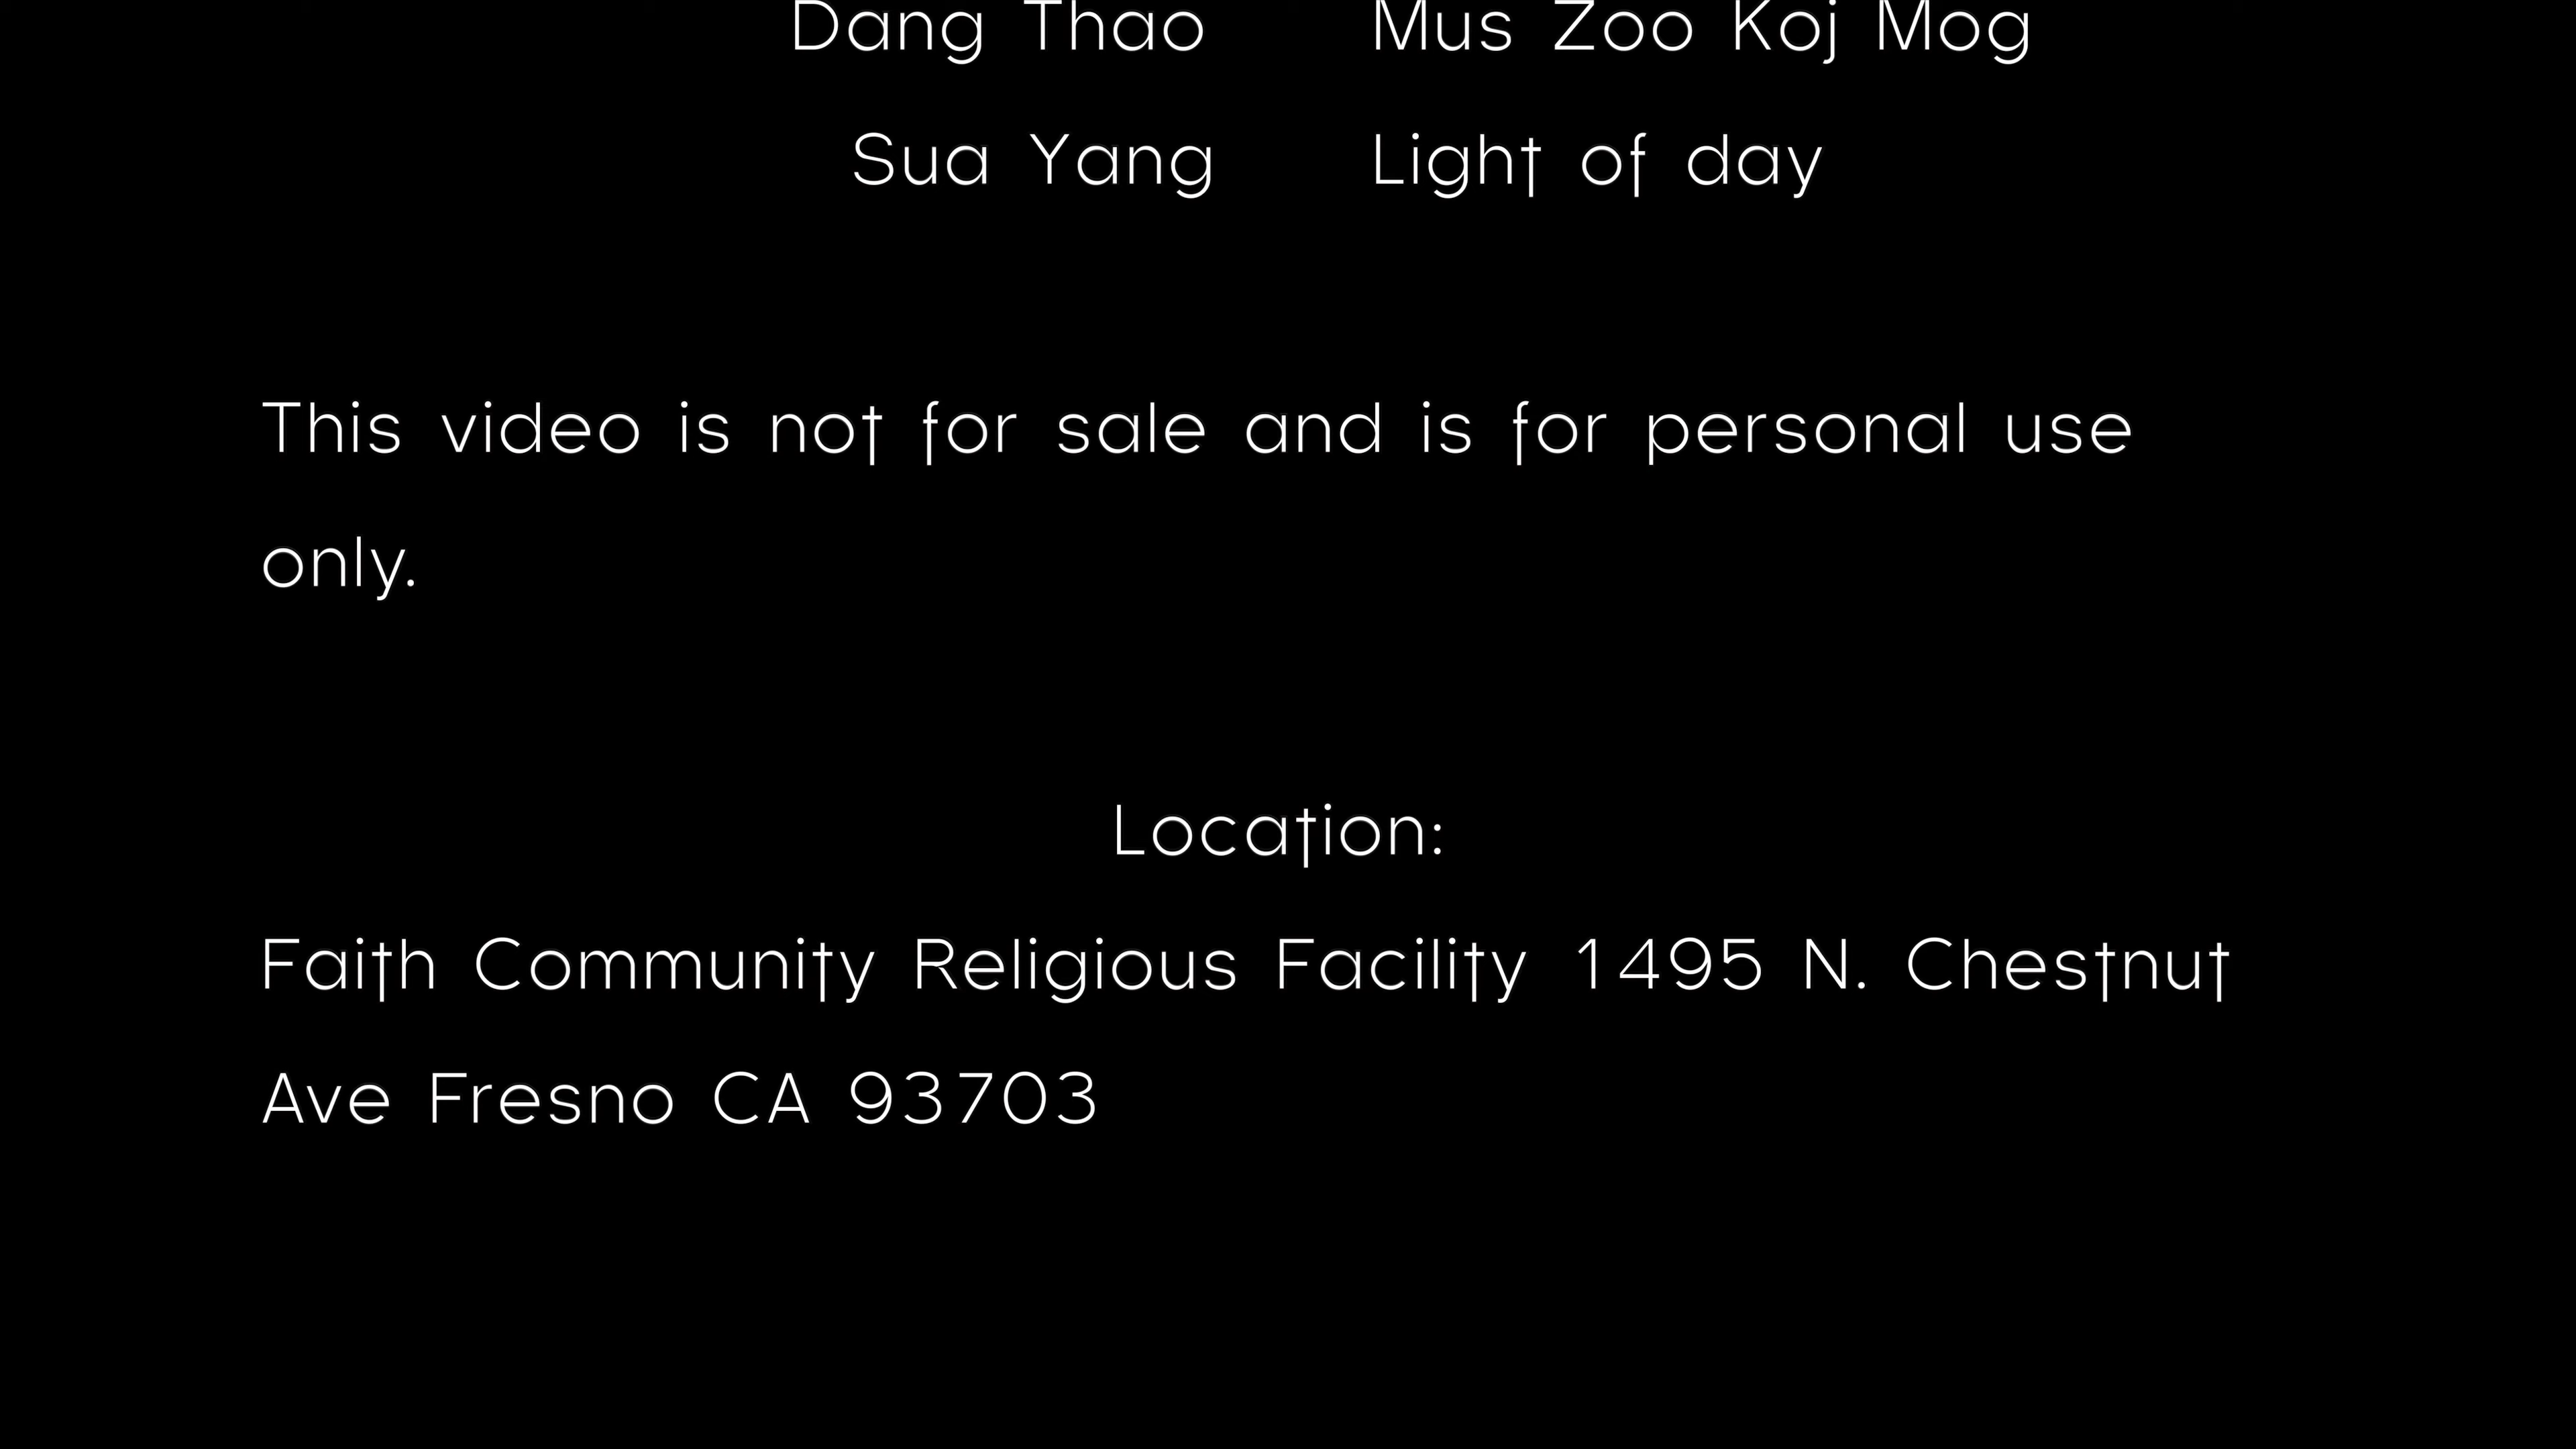 Dang Thao Mus Zoo Koj Mog
Sua Yang Light of day
This video is not for sale and is for personal use
only.
Location:
Faith Community Religious Facility 1495 N. Chestnut
Ave Fresno CA 93703